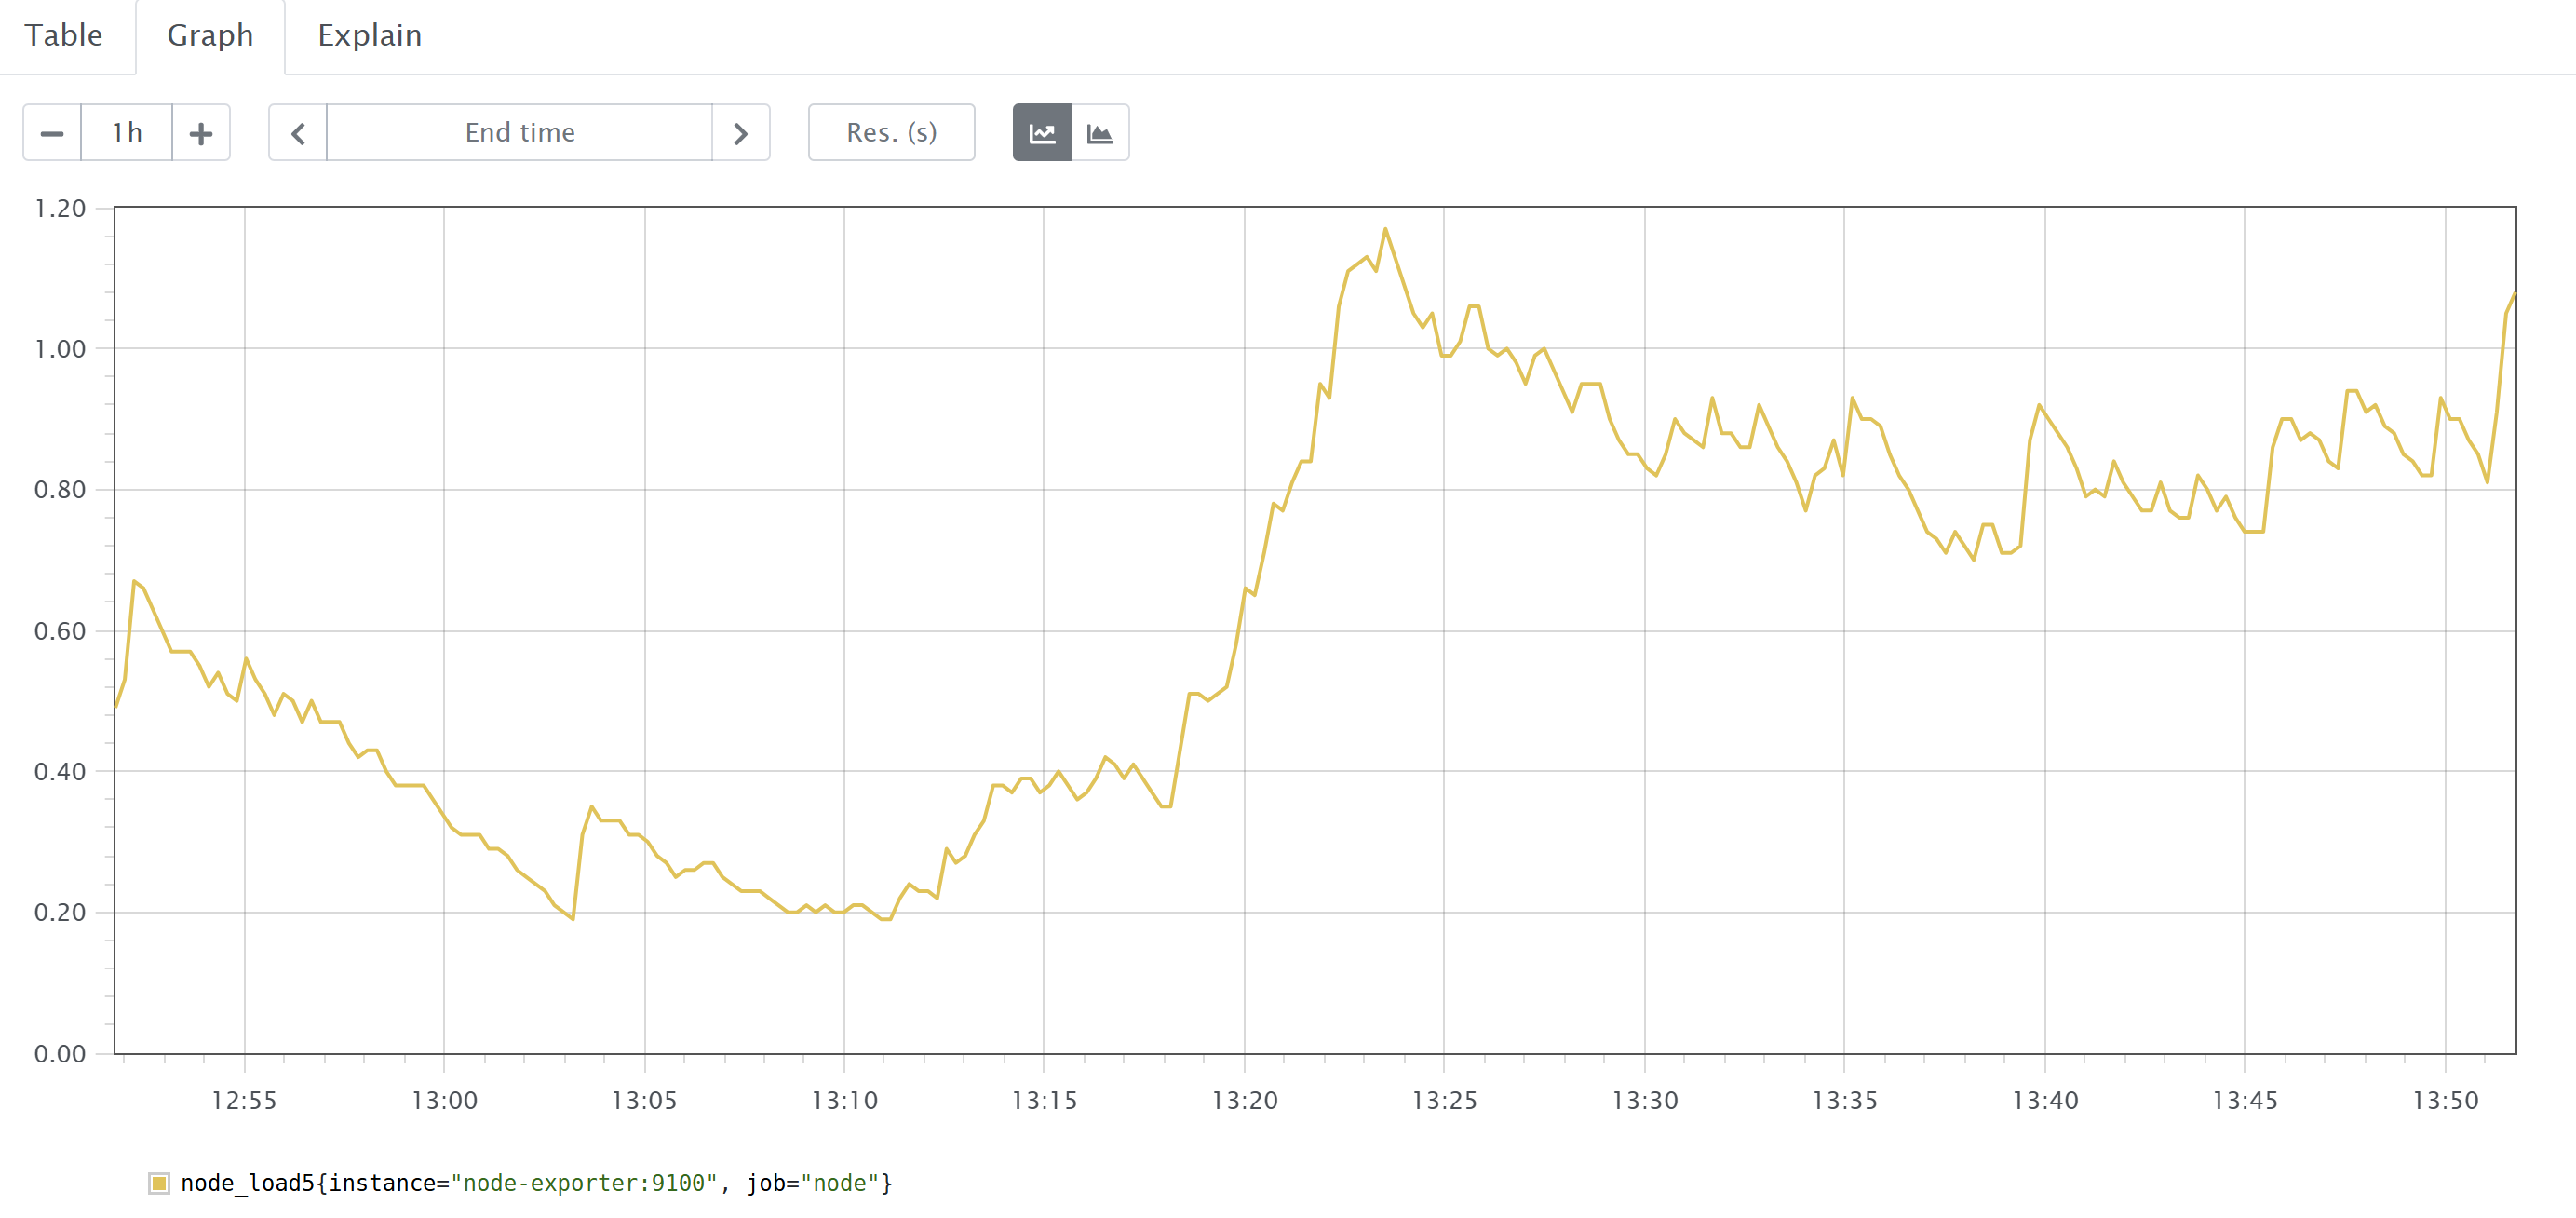 Table Graph Explain
1h End time Res. (s)
1.20
1.00
0.80
0.60
0.40
0.20
0.00
12:55 13:00 13:05 13:10 13:15 13:20 13:25 13:30 13:35 13:40 13:45 13:50
node_load5{instance="node-exporter:9100", job="node"}